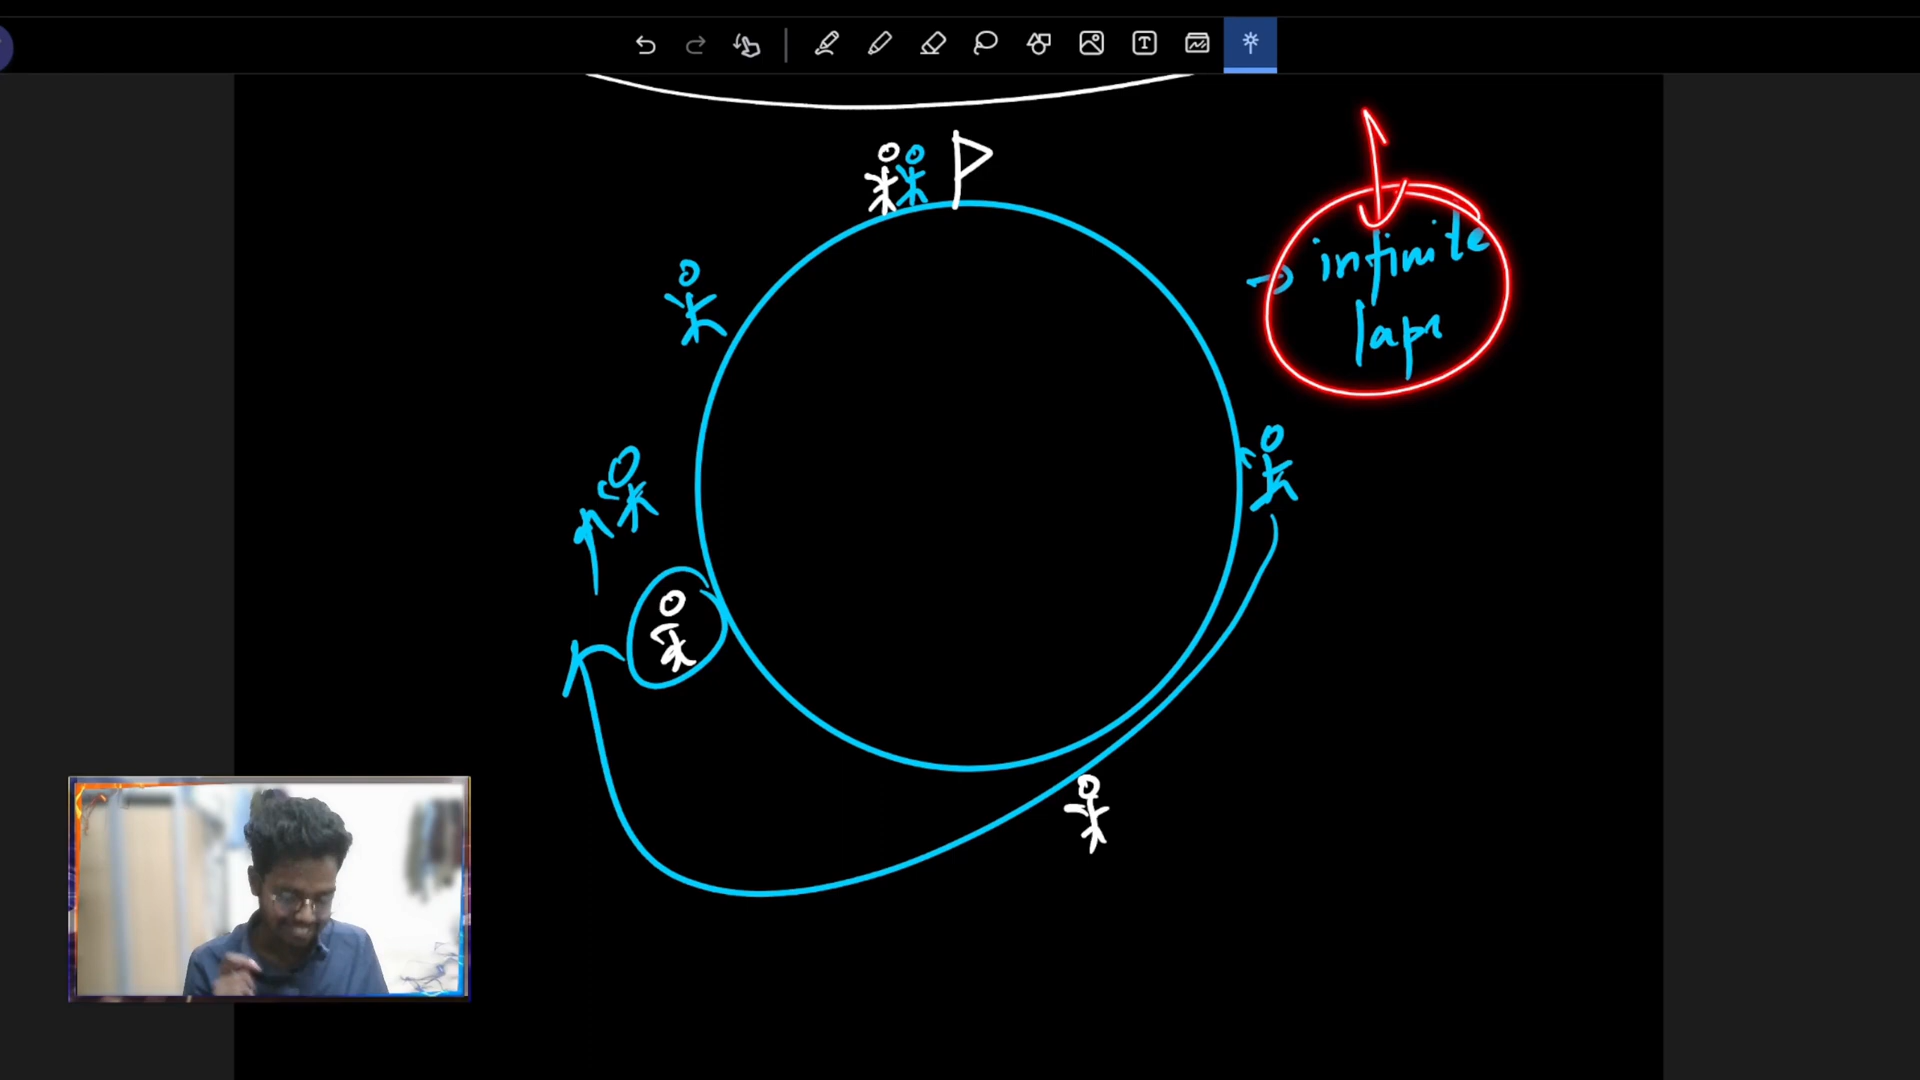 → infinite
laps